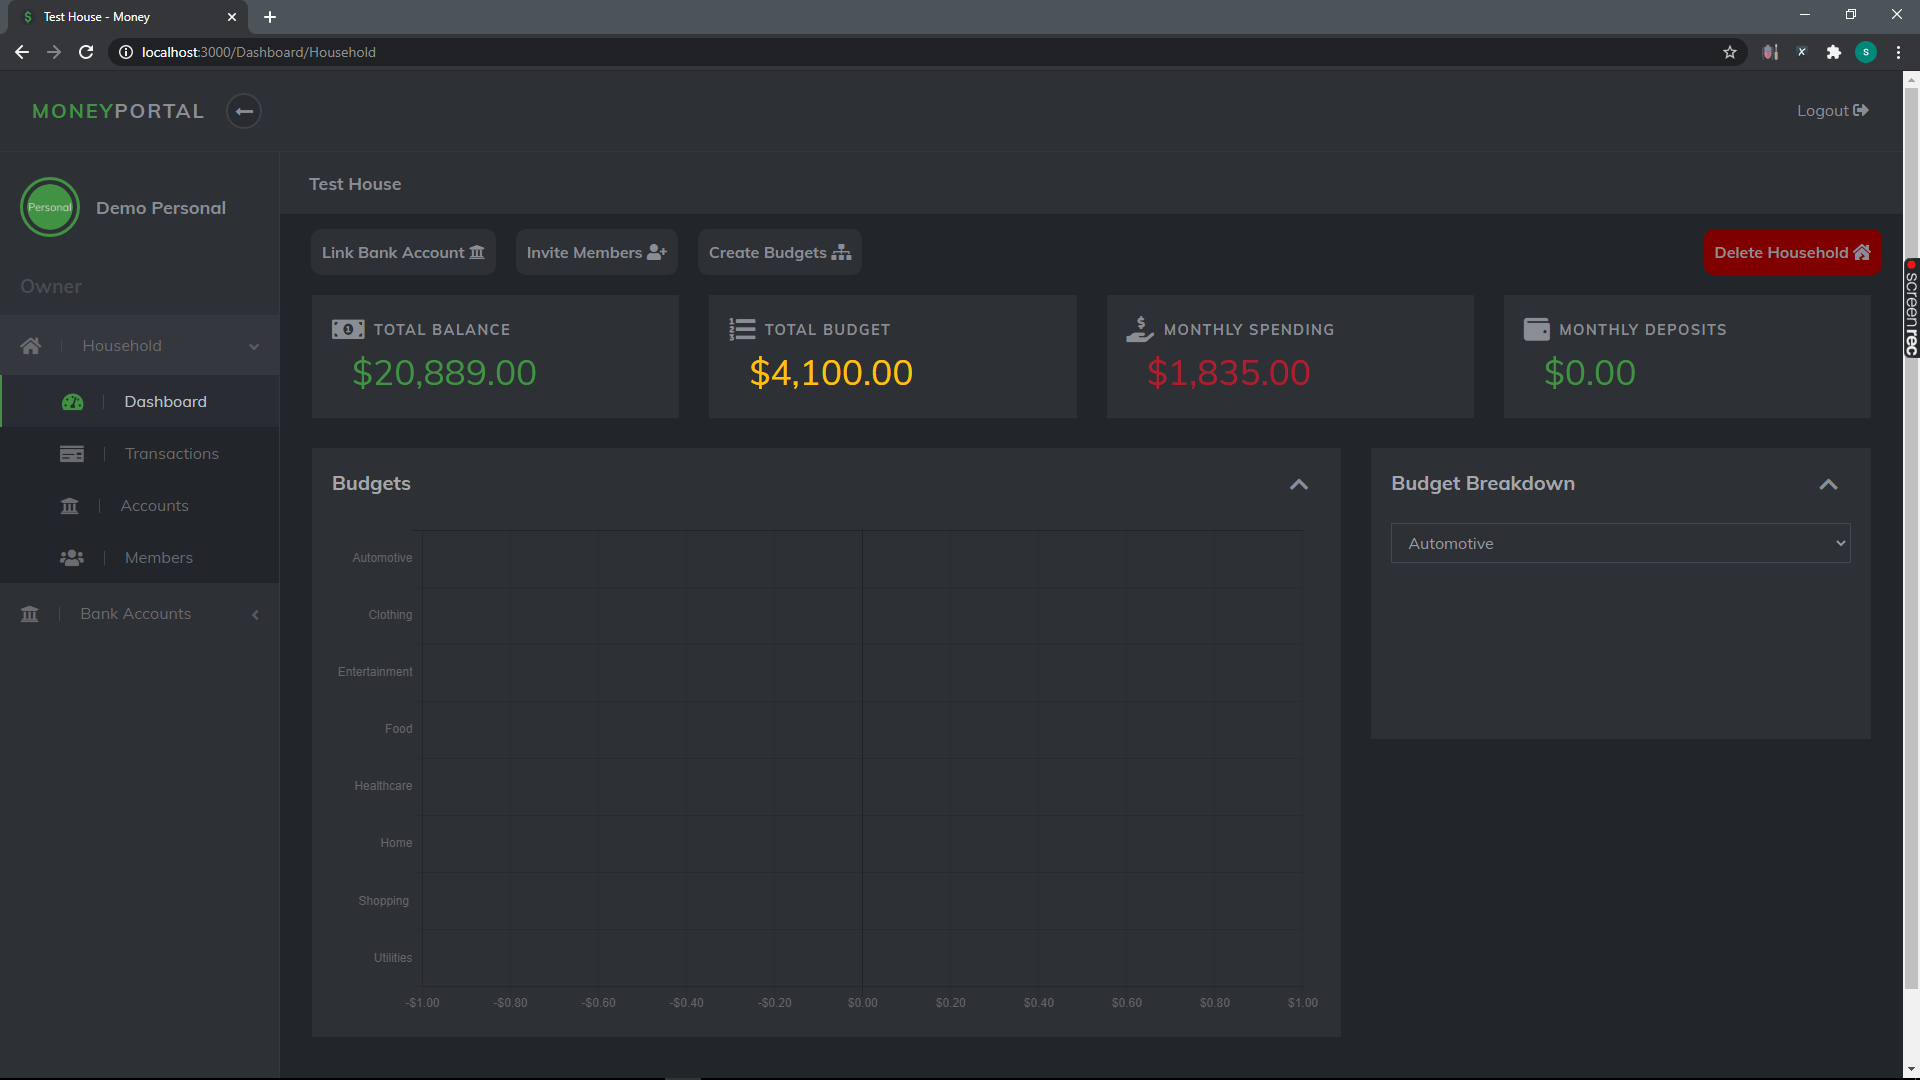 Test House - Money
localhost:3000/Dashboard/Household
S
MONEYPORTAL
Logout
Personal
Demo Personal
Owner
Household
Dashboard
Transactions
Accounts
Members
Bank Accounts
Test House
Link Bank Account
Invite Members
Create Budgets
Delete Household
TOTAL BALANCE
$20,889.00
TOTAL BUDGET
$4,100.00
MONTHLY SPENDING
$1,835.00
MONTHLY DEPOSITS
$0.00
Budgets
Automotive
Clothing
Entertainment
Food
Healthcare
Home
Shopping
Utilities
-$1.00 -$0.80 -$0.60 -$0.40 -$0.20 $0.00 $0.20 $0.40 $0.60 $0.80 $1.00
Budget Breakdown
Automotive
screenrec